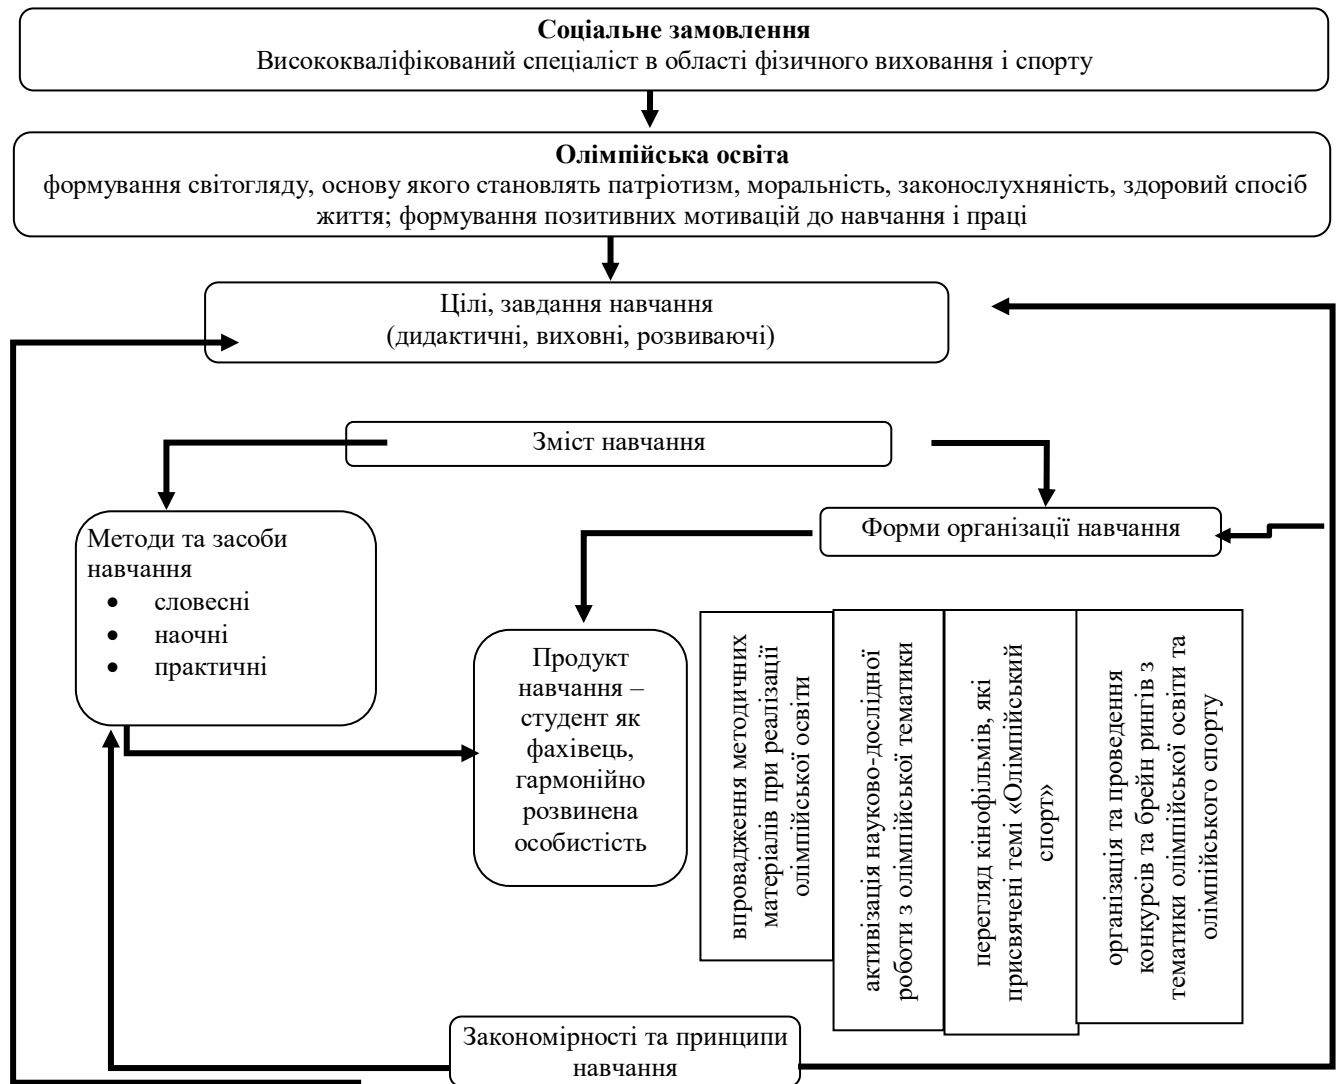 Соціальне замовлення
Висококваліфікований спеціаліст в області фізичного виховання і спорту
Олімпійська освіта
формування світогляду, основу якого становлять патріотизм, моральність, законослухняність, здоровий спосіб
життя; формування позитивних мотивацій до навчання і праці
Цілі, завдання навчання
(дидактичні, виховні, розвиваючі)
Зміст навчання
Методи та засоби
навчання
• словесні
• наочні
• практичні
Форми організації навчання
Продукт
навчання –
студент як
фахівець,
гармонійно
розвинена
особистість
впровадження методичних
матеріалів при реалізації
олімпійської освіти
активізація науково-дослідної
роботи з олімпійської тематики
перегляд кінофільмів, які
присвячені темі «Олімпійський
спорт»
організація та проведення
конкурсів та брейн рингів з
тематики олімпійської освіти та
олімпійського спорту
Закономірності та принципи
навчання